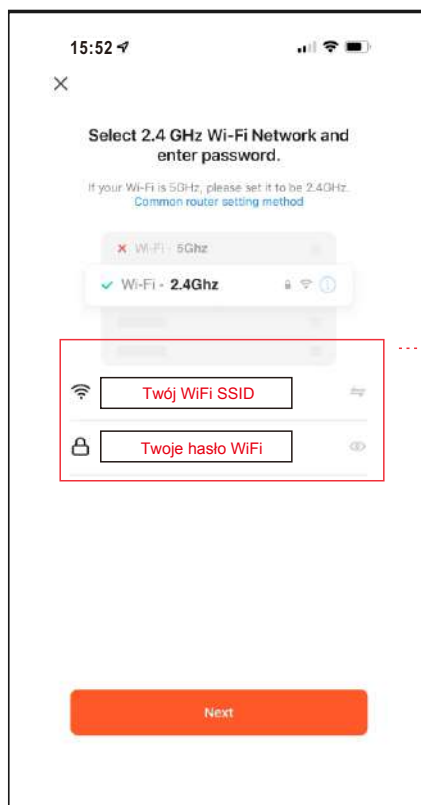 15:52
Select 2.4 GHz Wi-Fi Network and
enter password.
If your Wi-Fi is 5GHz, please set it to be 2.4GHz.
Common router setting method
Wi-Fi - 5Ghz
Wi-Fi - 2.4Ghz
Twój WiFi SSID
Twoje hasło WiFi
Next